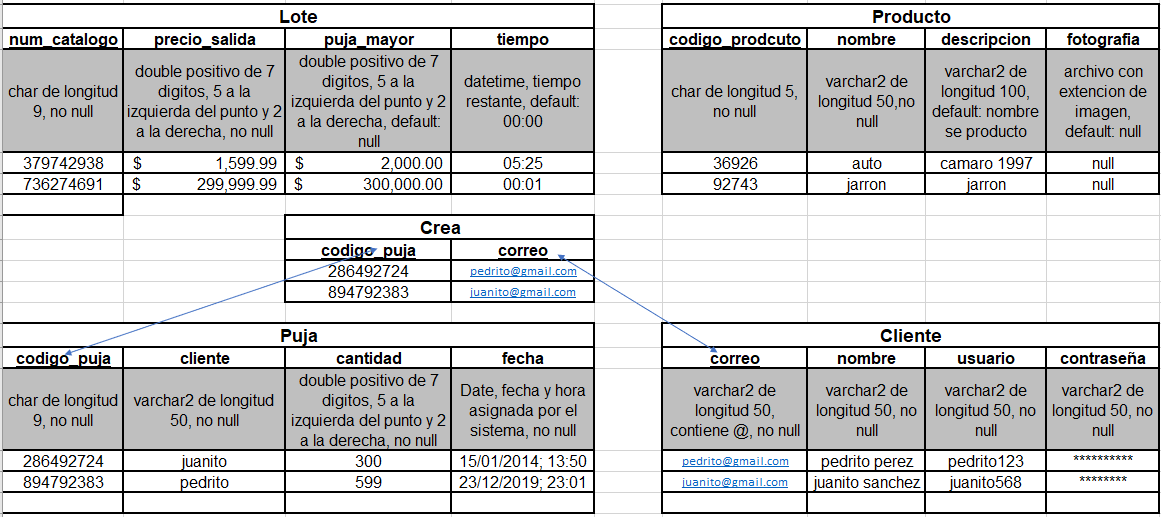 Lote
num_catalogo precio_salida puja_mayor tiempo
char de longitud 9, no null
double positivo de 7 digitos, 5 a la izquierda del punto y 2 a la derecha, no null
double positivo de 7 digitos, 5 a la izquierda del punto y 2 a la derecha, default: null
datetime, tiempo restante, default: 00:00
379742938 $ 1,599.99 $ 2,000.00 05:25
736274691 $ 299,999.99 $ 300,000.00 00:01
Producto
codigo_prodcuto nombre descripcion fotografia
char de longitud 5, no null
varchar2 de longitud 50,no null
varchar2 de longitud 100, default: nombre se producto
archivo con extencion de imagen, default: null
36926 auto camaro 1997 null
92743 jarron jarron null
Crea
codigo_puja correo
286492724 pedrito@gmail.com
894792383 juanito@gmail.com
Puja
codigo_puja cliente cantidad fecha
char de longitud 9, no null
varchar2 de longitud 50, no null
double positivo de 7 digitos, 5 a la izquierda del punto y 2 a la derecha, no null
Date, fecha y hora asignada por el sistema, no null
286492724 juanito 300 15/01/2014; 13:50
894792383 pedrito 599 23/12/2019; 23:01
Cliente
correo nombre usuario contraseña
varchar2 de longitud 50, contiene @, no null
varchar2 de longitud 50, no null
varchar2 de longitud 50, no null
varchar2 de longitud 50, no null
pedrito@gmail.com pedrito perez pedrito123 **********
juanito@gmail.com juanito sanchez juanito568 ********